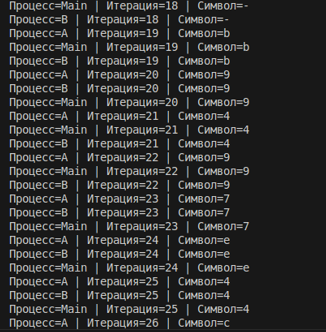 Процесс=Main | Итерация=18 | Символ=-
Процесс=B | Итерация=18 | Символ=-
Процесс=A | Итерация=19 | Символ=b
Процесс=Main | Итерация=19 | Символ=b
Процесс=B | Итерация=19 | Символ=b
Процесс=A | Итерация=20 | Символ=9
Процесс=B | Итерация=20 | Символ=9
Процесс=Main | Итерация=20 | Символ=9
Процесс=A | Итерация=21 | Символ=4
Процесс=Main | Итерация=21 | Символ=4
Процесс=B | Итерация=21 | Символ=4
Процесс=A | Итерация=22 | Символ=9
Процесс=Main | Итерация=22 | Символ=9
Процесс=B | Итерация=22 | Символ=9
Процесс=A | Итерация=23 | Символ=7
Процесс=B | Итерация=23 | Символ=7
Процесс=Main | Итерация=23 | Символ=7
Процесс=A | Итерация=24 | Символ=e
Процесс=B | Итерация=24 | Символ=e
Процесс=Main | Итерация=24 | Символ=e
Процесс=A | Итерация=25 | Символ=4
Процесс=B | Итерация=25 | Символ=4
Процесс=Main | Итерация=25 | Символ=4
Процесс=A | Итерация=26 | Символ=c